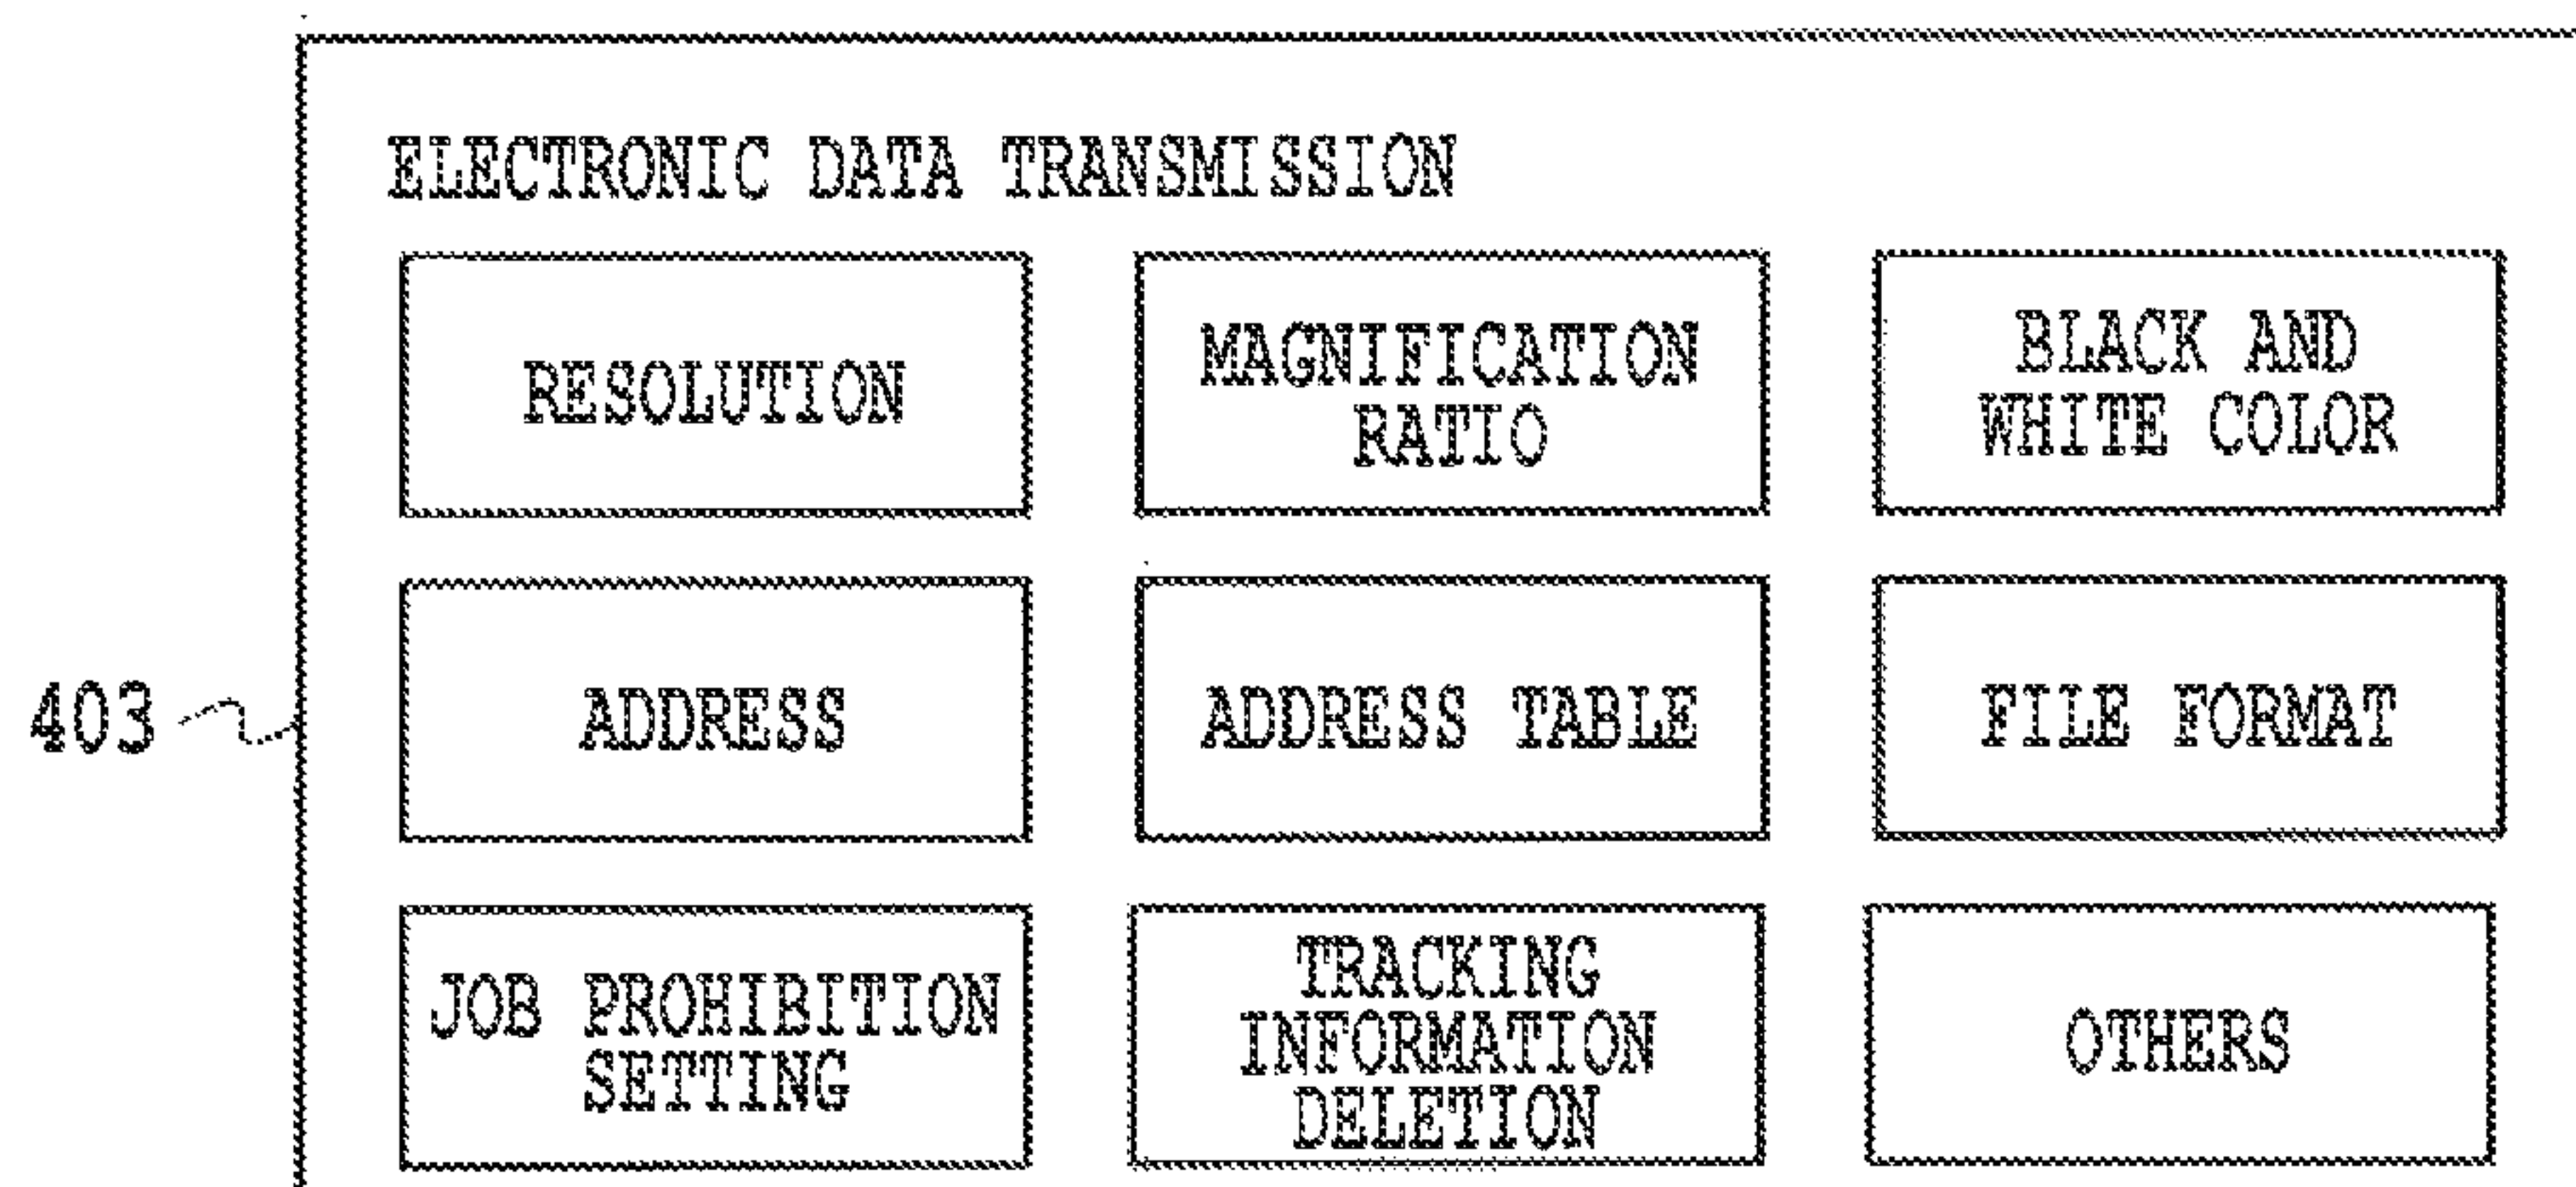 ELECTRONIC DATA TRANSMISSION
RESOLUTION
MAGNIFICATION
RATIO
BLACK AND
WHITE COLOR
403
ADDRESS
ADDRESS TABLE
FILE FORMAT
JOB PROHIBITION
SETTING
TRACKING
INFORMATION
DELETION
OTHERS